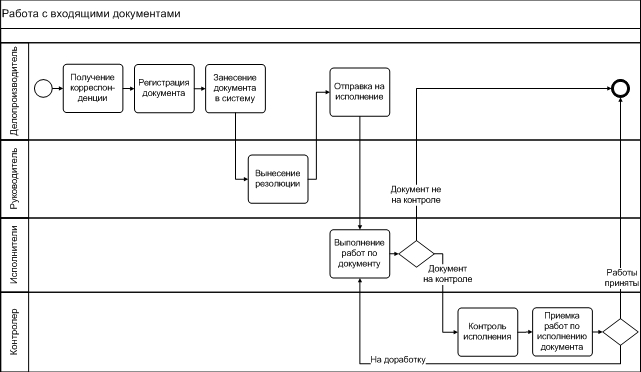 Работа с входящими документами
Делопроизводитель
Получение
корреспон-
денции
Регистрация
документа
Занесение
документа
в систему
Отправка на
исполнение
Руководитель
Вынесение
резолюции
Документ не
на контроле
Исполнители
Выполнение
работ по
документу
Документ
на контроле
Работы
приняты
Контролер
Контроль
исполнения
Приемка
работ по
исполнению
документа
На доработку